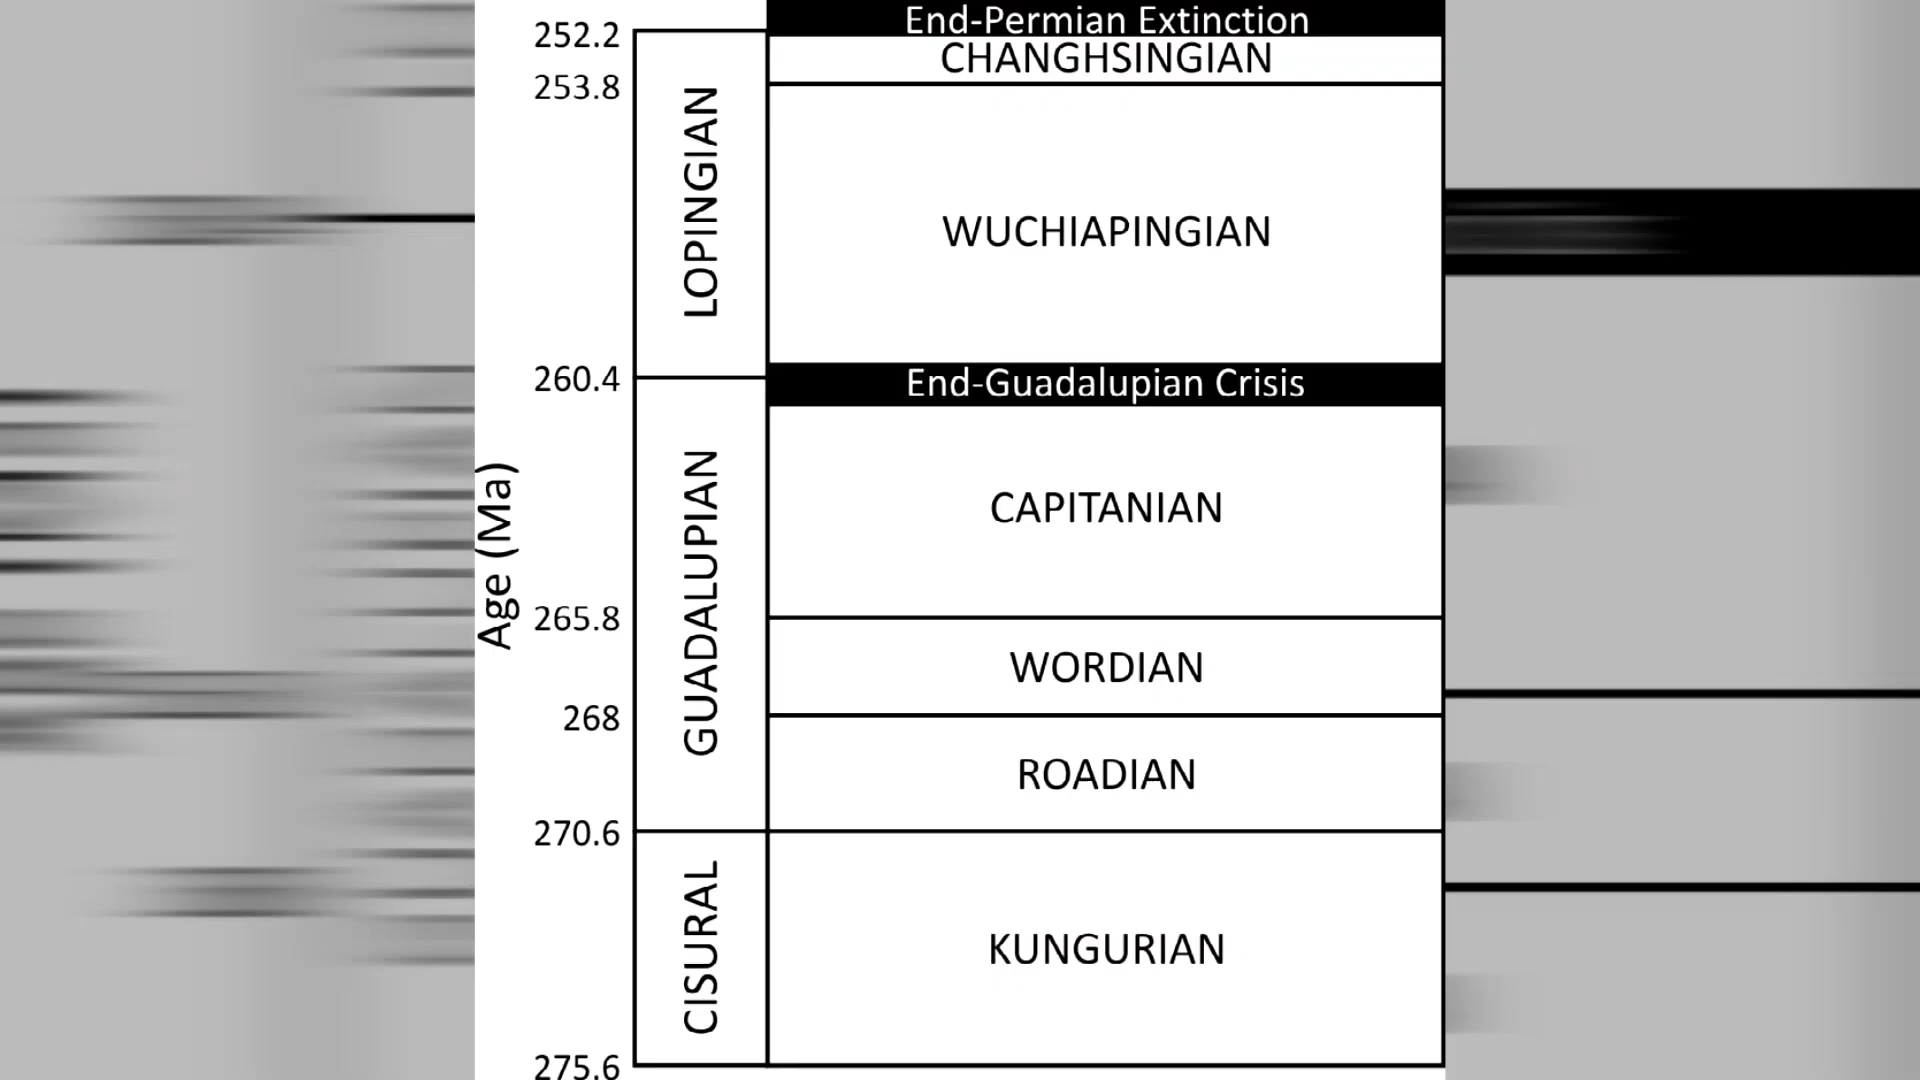 End-Permian Extinction
252.2
CHANGHSINGIAN
253.8
LOPINGIAN
WUCHIAPINGIAN
260.4
End-Guadalupian Crisis
Age (Ma)
GUADALUPIAN
CAPITANIAN
265.8
WORDIAN
268
ROADIAN
270.6
CISURAL
KUNGURIAN
275.6